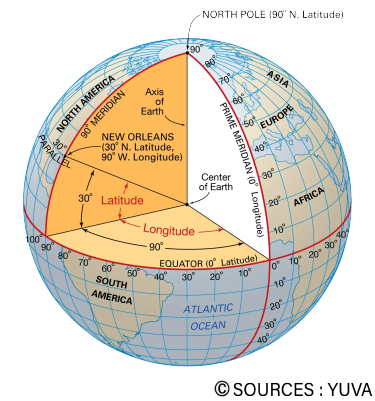 NORTH POLE (90° N. Latitude)
90°
80°
70°
60°
50°
40°
30°
20°
10°
ASIA
EUROPE
AFRICA
NORTH AMERICA
90° MERIDIAN
Axis
of
Earth
PRIME MERIDIAN (0° Longitude)
NEW ORLEANS
(30° N. Latitude,
90° W. Longitude)
30°
PARALLEL
Center
of Earth
30°
Latitude
Longitude
90°
EQUATOR (0° Latitude)
100°
90°
80°
70°
60°
50°
40°
30°
20°
10°
10°
20°
30°
40°
SOUTH
AMERICA
ATLANTIC
OCEAN
10°
20°
30°
40°
© SOURCES : YUVA